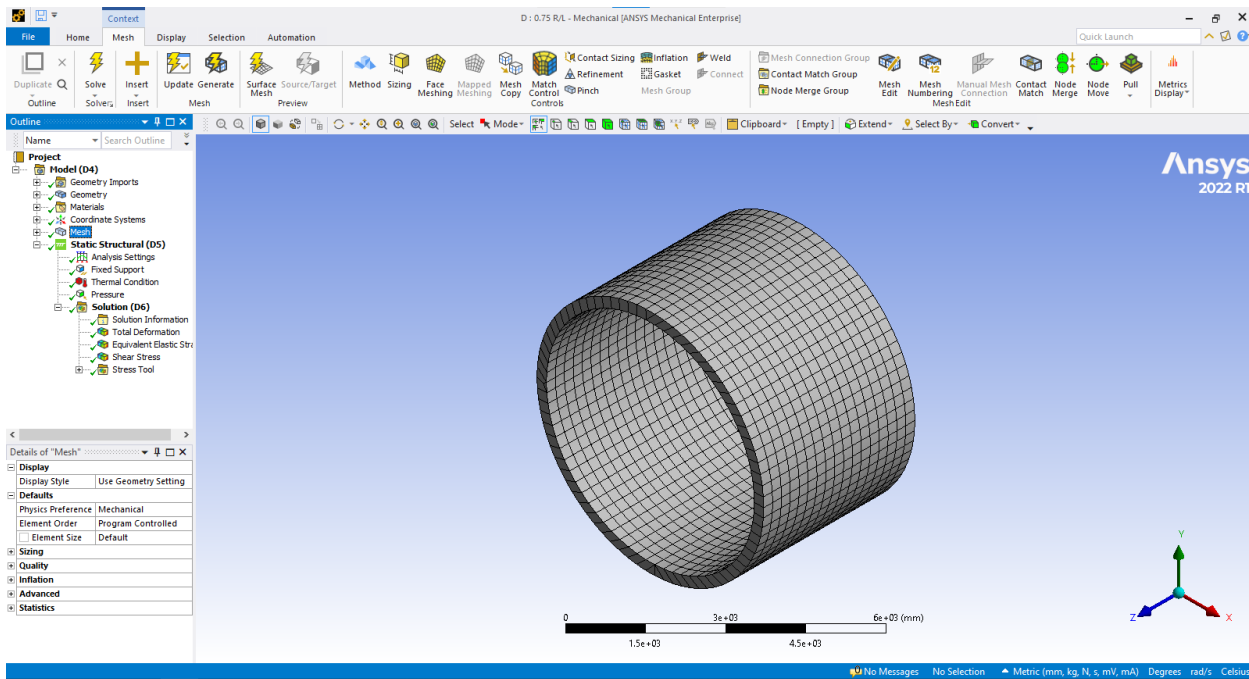 Context
D : 0.75 R/L - Mechanical [ANSYS Mechanical Enterprise]
File Home Mesh Display Selection Automation Quick Launch
Duplicate Q
Outline
Solve
Solver
Insert
Insert
Update Generate
Mesh
Surface Mesh Source/Target
Preview
Method Sizing Face Meshing Mapped Meshing Mesh Copy Match Control
Contact Sizing Inflation Weld
Refinement Gasket Connect
Pinch Mesh Group
Controls
Mesh Connection Group
Contact Match Group
Node Merge Group
Mesh Edit Mesh Numbering Manual Mesh Connection Contact Match Node Merge Node Move Pull
12
Mesh Edit
Metrics Display
Outline
Name Search Outline
Select Mode Clipboard [ Empty ] Extend Select By Convert
Project
Model (D4)
Geometry Imports
Geometry
Materials
Coordinate Systems
Mesh
Static Structural (D5)
Analysis Settings
Fixed Support
Thermal Condition
Pressure
Solution (D6)
Solution Information
Total Deformation
Equivalent Elastic Stra
Shear Stress
Stress Tool
Details of "Mesh"
Display
Display Style Use Geometry Setting
Defaults
Physics Preference Mechanical
Element Order Program Controlled
Element Size Default
Sizing
Quality
Inflation
Advanced
Statistics
Ansys
2022 R1
0 3e+03 6e+03 (mm)
1.5e+03 4.5e+03
Y
Z X
No Messages No Selection Metric (mm, kg, N, s, mV, mA) Degrees rad/s Celsius